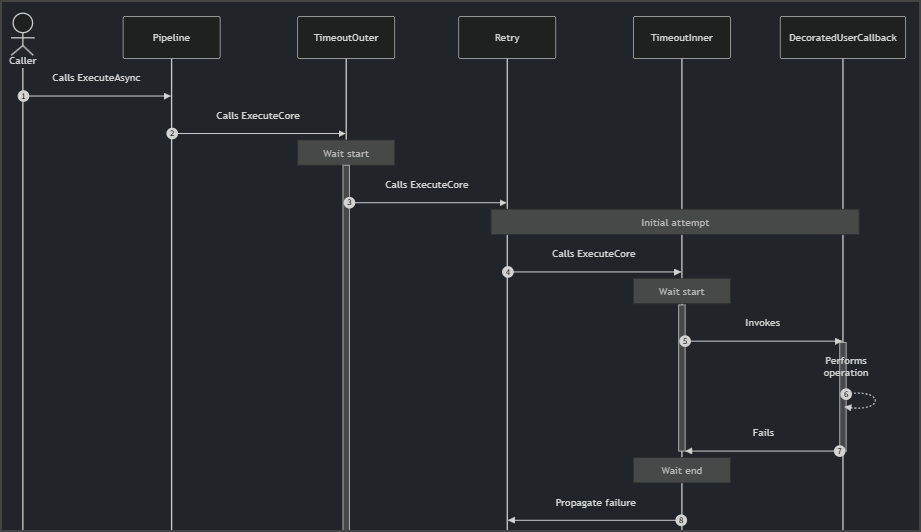 Caller
Pipeline
TimeoutOuter
Retry
TimeoutInner
DecoratedUserCallback
Calls ExecuteAsync
1
Calls ExecuteCore
2
Wait start
Calls ExecuteCore
3
Initial attempt
Calls ExecuteCore
4
Wait start
Invokes
5
Performs
operation
6
Fails
7
Wait end
Propagate failure
8